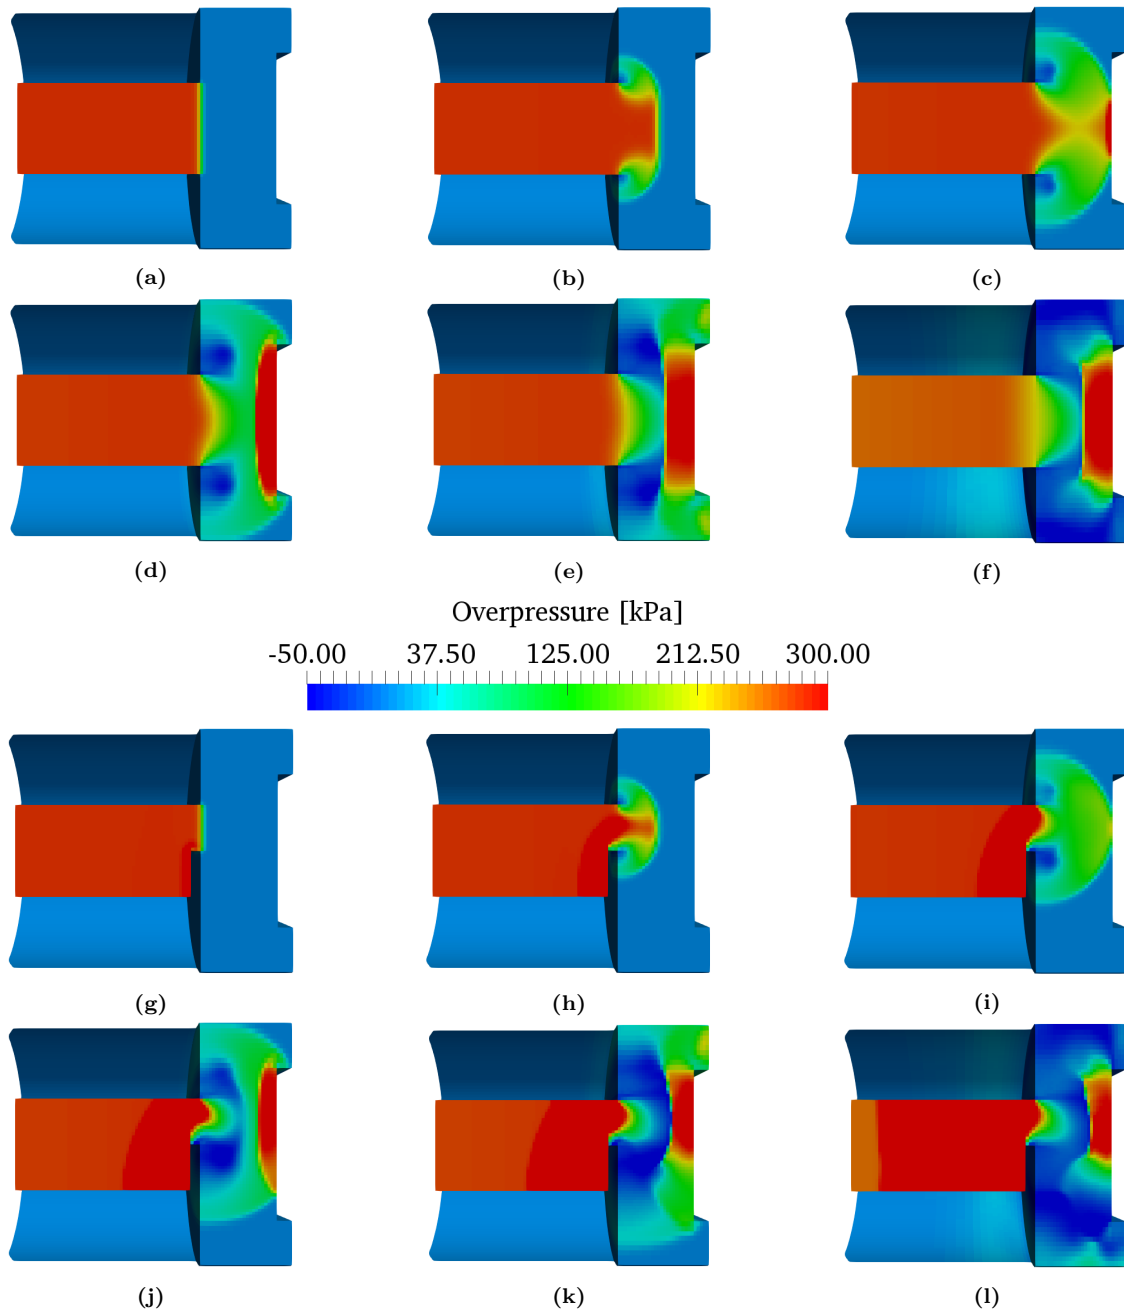 (a) (b) (c)
(d) (e) (f)
Overpressure [kPa]
-50.00 37.50 125.00 212.50 300.00
(g) (h) (i)
(j) (k) (l)